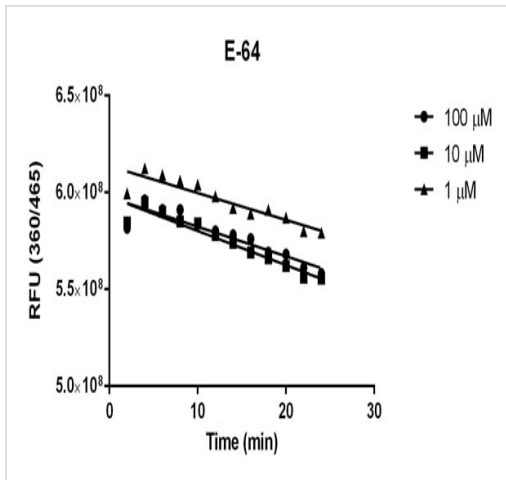 E-64
6.5×10⁸
6.0×10⁸
5.5×10⁸
5.0×10⁸
RFU (360/465)
0
10
20
30
Time (min)
100 μM
10 μM
1 μM